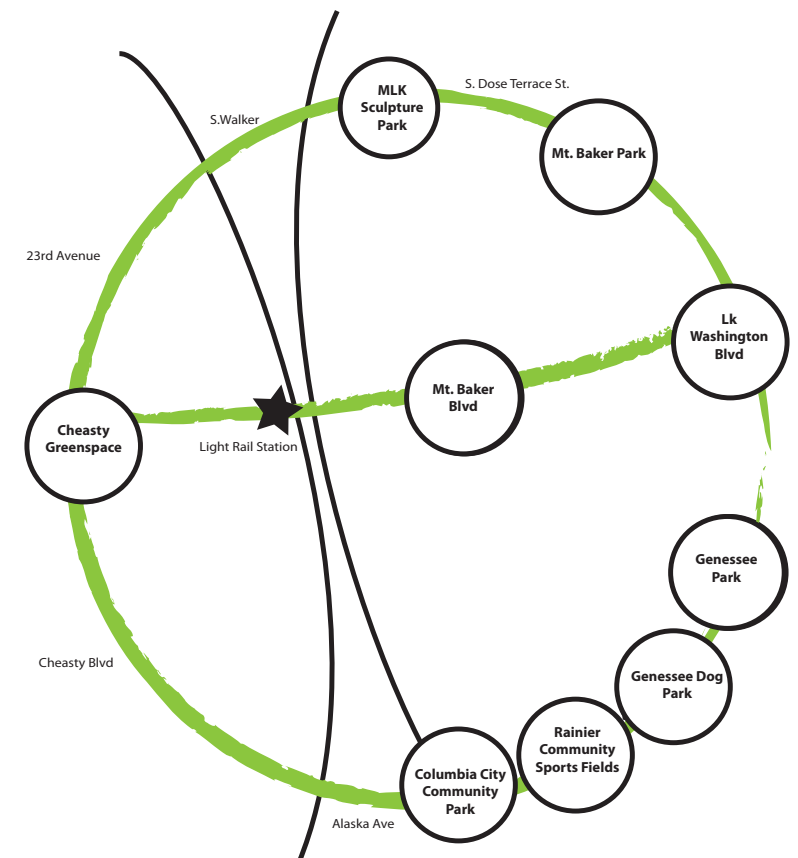 MLK
Sculpture
Park
S. Dose Terrace St.
S.Walker
Mt. Baker Park
23rd Avenue
Lk
Washington
Blvd
Mt. Baker
Blvd
Cheasty
Greenspace
Light Rail Station
Genessee
Park
Cheasty Blvd
Genessee Dog
Park
Rainier
Community
Sports Fields
Columbia City
Community
Park
Alaska Ave